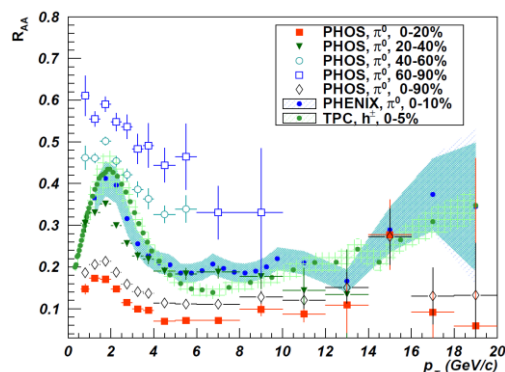 R_AA
0.8
0.7
0.6
0.5
0.4
0.3
0.2
0.1
PHOS, π⁰, 0-20%
PHOS, π⁰, 20-40%
PHOS, π⁰, 40-60%
PHOS, π⁰, 60-90%
PHOS, π⁰, 0-90%
PHENIX, π⁰, 0-10%
TPC, h±, 0-5%
0 2 4 6 8 10 12 14 16 18 20
(GeV/c)